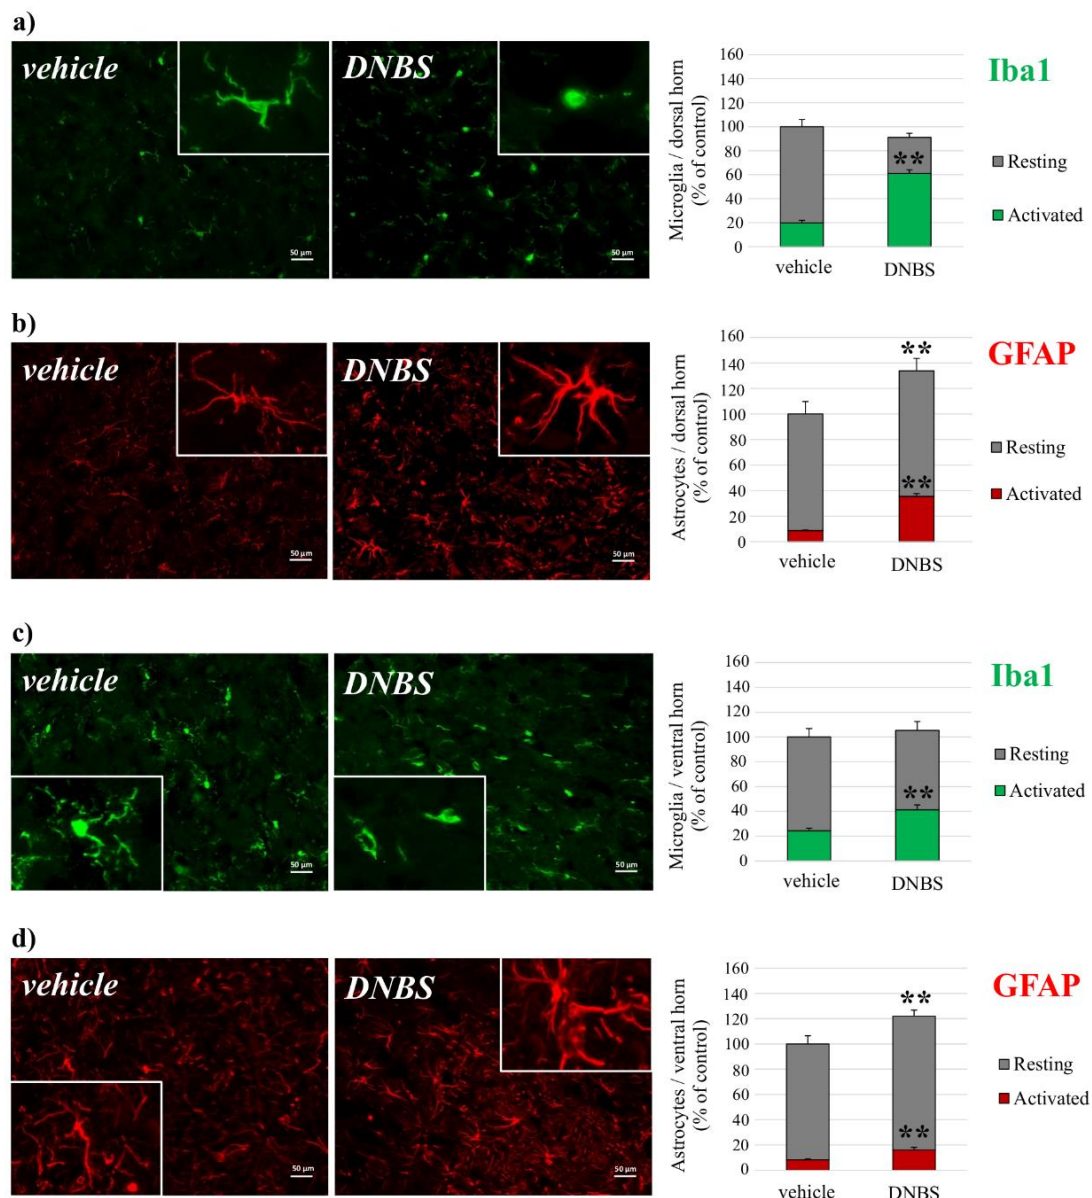 a)
vehicle
50 µm
DNBS
50 µm
Microglia / dorsal horn
(% of control)
160
140
120
100
80
60
40
20
0
**
vehicle
DNBS
Iba1
Resting
Activated
b)
vehicle
50 µm
DNBS
50 µm
Astrocytes / dorsal horn
(% of control)
160
140
120
100
80
60
40
20
0
**
**
vehicle
DNBS
GFAP
Resting
Activated
c)
vehicle
50 µm
DNBS
50 µm
Microglia / ventral horn
(% of control)
160
140
120
100
80
60
40
20
0
**
vehicle
DNBS
Iba1
Resting
Activated
d)
vehicle
50 µm
DNBS
50 µm
Astrocytes / ventral horn
(% of control)
160
140
120
100
80
60
40
20
0
**
**
vehicle
DNBS
GFAP
Resting
Activated